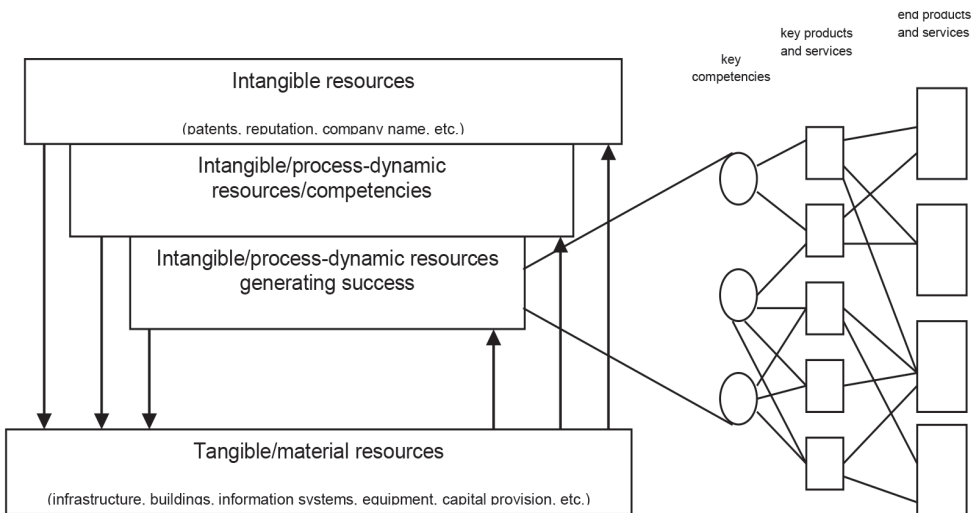 end products
and services
key products
and services
key
competencies
Intangible resources
(patents, reputation, company name, etc.)
Intangible/process-dynamic
resources/competencies
Intangible/process-dynamic resources
generating success
Tangible/material resources
(infrastructure, buildings, information systems, equipment, capital provision, etc.)